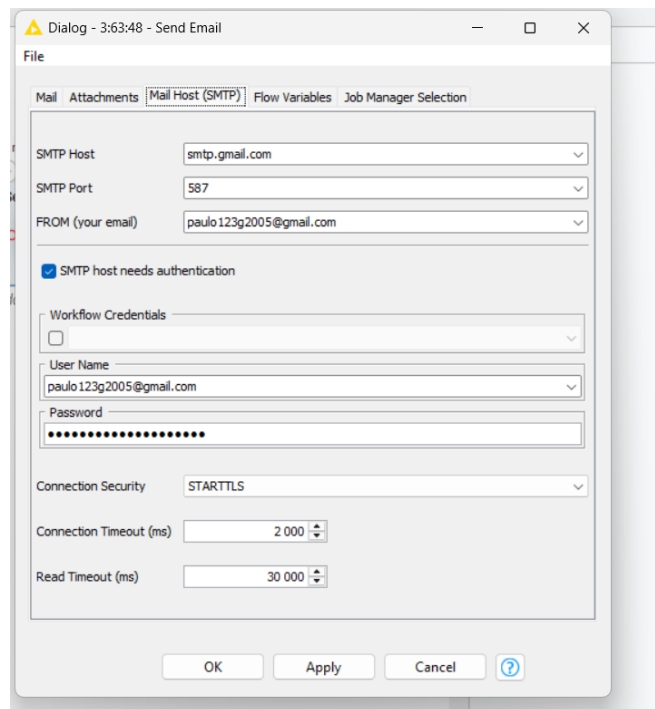 Dialog - 3:63:48 - Send Email
File
Mail Attachments Mail Host (SMTP) Flow Variables Job Manager Selection
SMTP Host smtp.gmail.com
SMTP Port 587
FROM (your email) paulo123g2005@gmail.com
SMTP host needs authentication
Workflow Credentials
User Name
paulo123g2005@gmail.com
Password
••••••••••••••••••••
Connection Security STARTTLS
Connection Timeout (ms) 2 000
Read Timeout (ms) 30 000
OK Apply Cancel ?